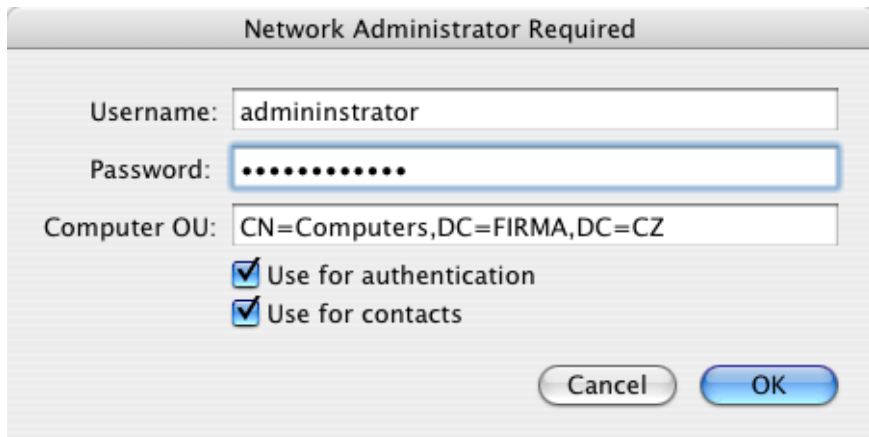 Network Administrator Required
Username: admininstrator
Password: ••••••••••••
Computer OU: CN=Computers,DC=FIRMA,DC=CZ
Use for authentication
Use for contacts
Cancel OK